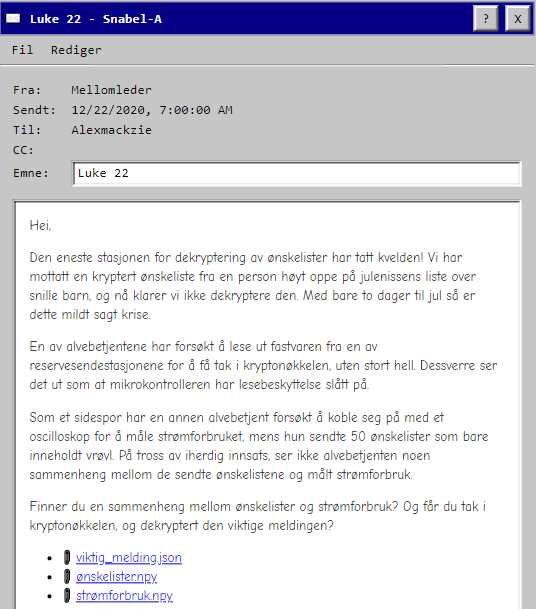 Luke 22 - Snabel-A
? X
Fil Rediger
Fra: Mellomleder
Sendt: 12/22/2020, 7:00:00 AM
Til: Alexmackzie
CC:
Emne: Luke 22
Hei,
Den eneste stasjonen for dekryptering av ønskelister har tatt kvelden! Vi har
mottatt en kryptert ønskeliste fra en person høyt oppe på julenissens liste over
snille barn, og nå klarer vi ikke dekryptere den. Med bare to dager til jul så er
dette mildt sagt krise.
En av alvebetjentene har forsøkt å lese ut fastvaren fra en av
reservesendestasjonene for å få tak i kryptonøkkelen, uten stort hell. Dessverre ser
det ut som at mikrokontrolleren har lesebeskyttelse slått på.
Som et sidespor har en annen alvebetjent forsøkt å koble seg på med et
oscilloskop for å måle strømforbruket, mens hun sendte 50 ønskelister som bare
inneholdt vrøvl. På tross av iherdig innsats, ser ikke alvebetjenten noen
sammenheng mellom de sendte ønskelistene og målt strømforbruk.
Finner du en sammenheng mellom ønskelister og strømforbruk? Og får du tak i
kryptonøkkelen, og dekryptert den viktige meldingen?
• viktig_melding.json
• ønskelister.npy
• strømforbruk.npy